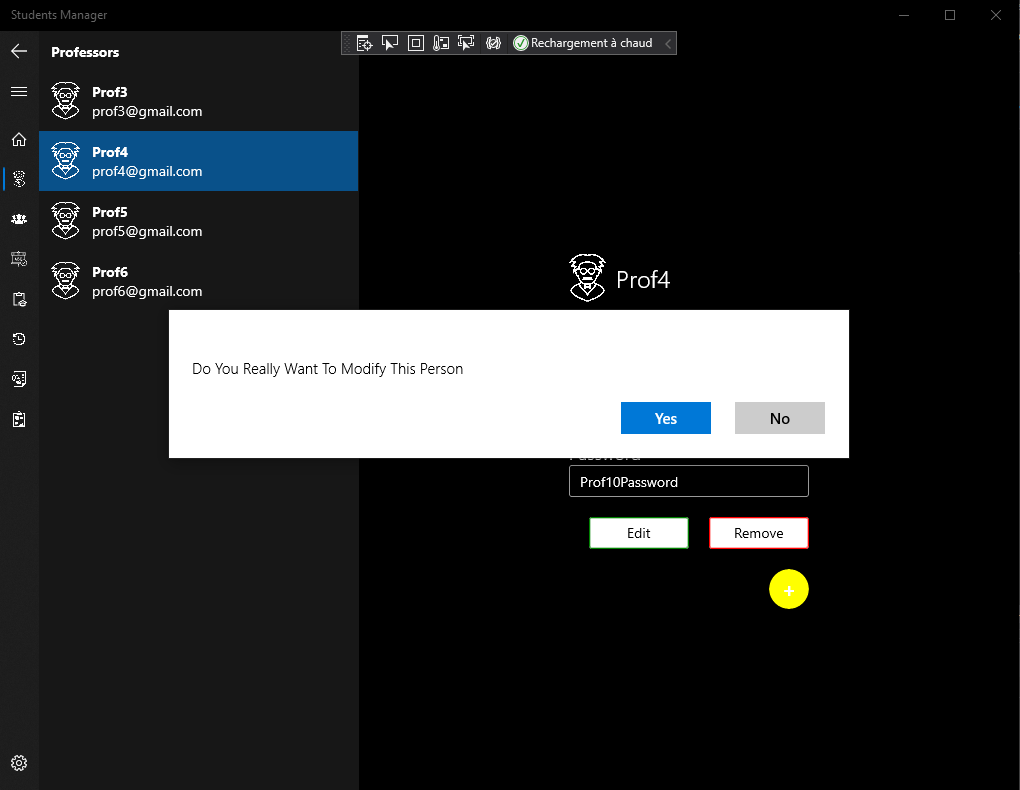 Students Manager
Professors
Rechargement à chaud
Prof3
prof3@gmail.com
Prof4
prof4@gmail.com
Prof5
prof5@gmail.com
Prof6
prof6@gmail.com
Prof4
Do You Really Want To Modify This Person
Yes
No
Password
Prof10Password
Edit
Remove
+